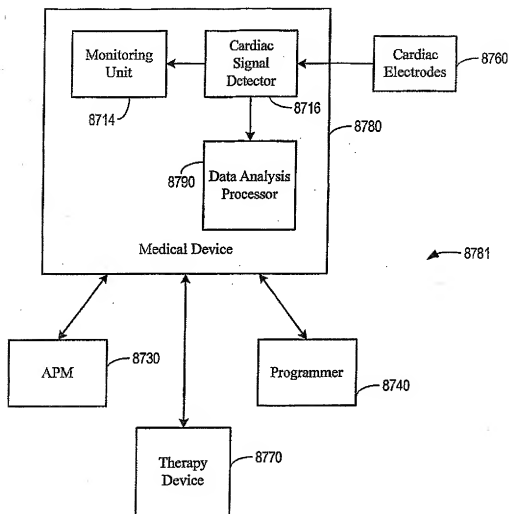 Monitoring
Unit
8714
Cardiac
Signal
Detector
8716
Cardiac
Electrodes
8760
8780
8790
Data Analysis
Processor
Medical Device
8781
APM
8730
Programmer
8740
Therapy
Device
8770